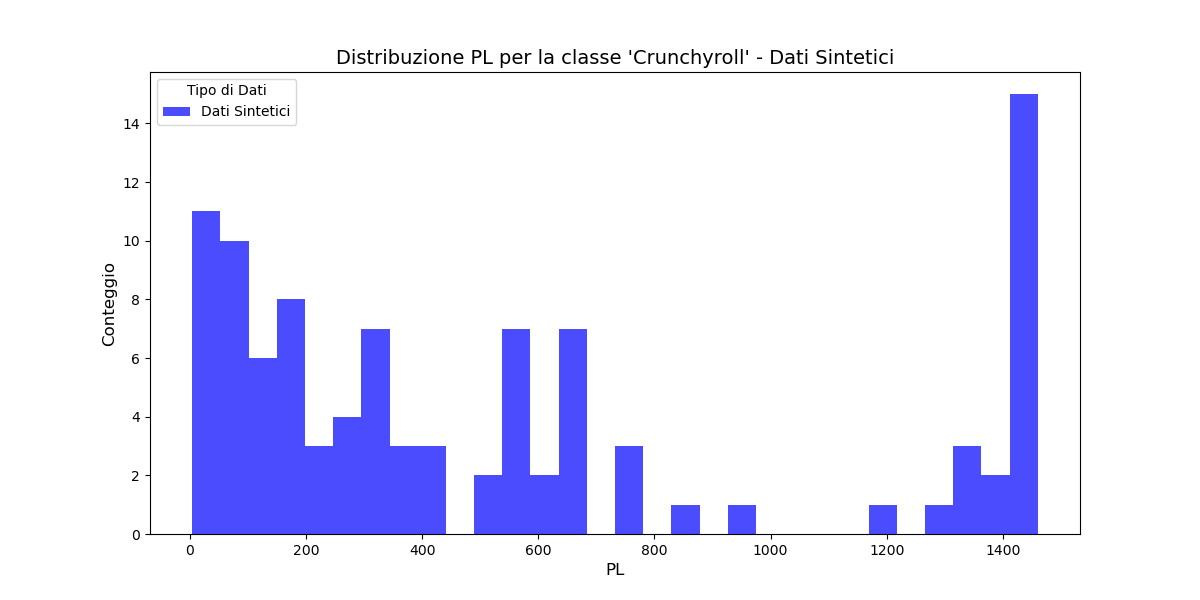 Distribuzione PL per la classe 'Crunchyroll' - Dati Sintetici
Tipo di Dati
Dati Sintetici
14
12
10
8
6
4
2
0
Conteggio
0 200 400 600 800 1000 1200 1400
PL